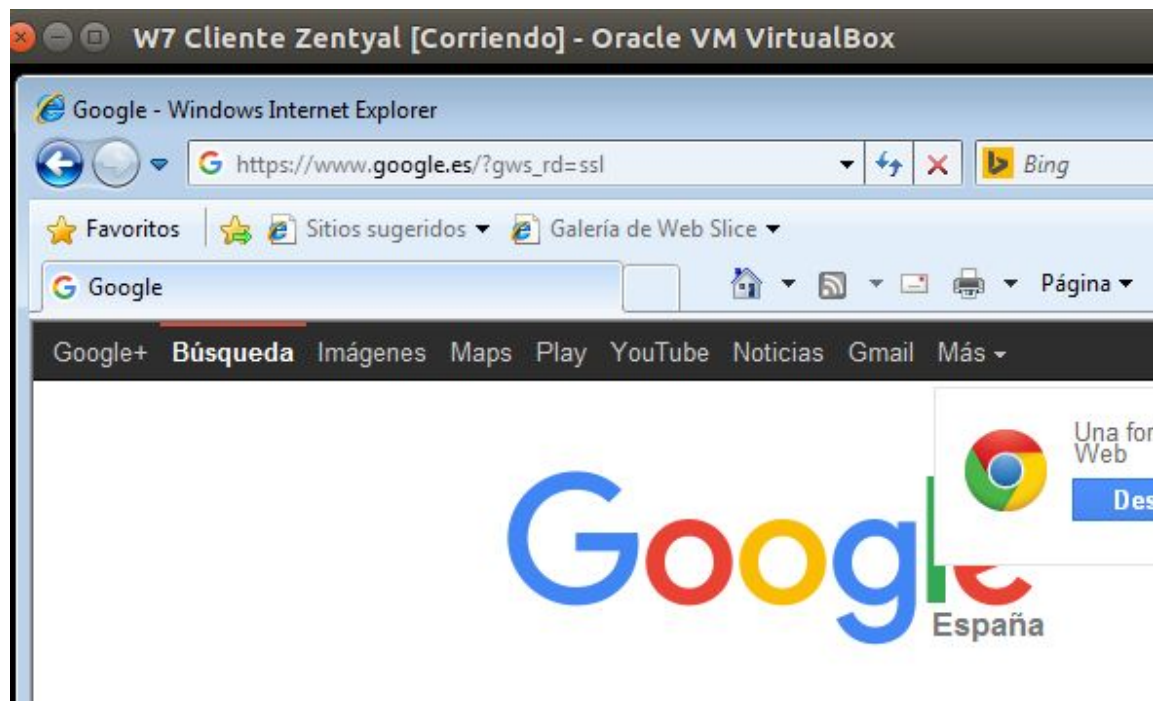 W7 Cliente Zentyal [Corriendo] - Oracle VM VirtualBox
Google - Windows Internet Explorer
https://www.google.es/?gws_rd=ssl Bing
Favoritos Sitios sugeridos Galería de Web Slice
Google Página
Google+ Búsqueda Imágenes Maps Play YouTube Noticias Gmail Más
Una
Web
Google
España